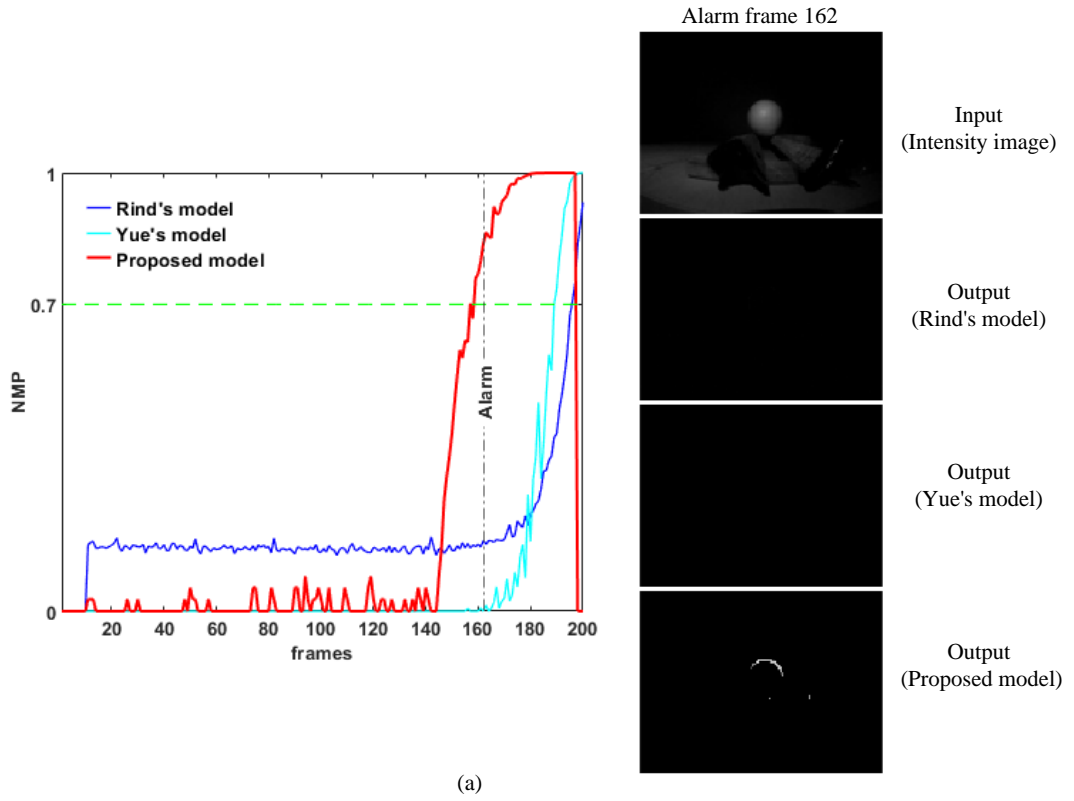 Alarm frame 162
Input
(Intensity image)
1
Rind's model
Yue's model
Proposed model
0.7
NMP
Alarm
0
20
40
60
80
100
120
140
160
180
200
frames
Output
(Rind's model)
Output
(Yue's model)
Output
(Proposed model)
(a)